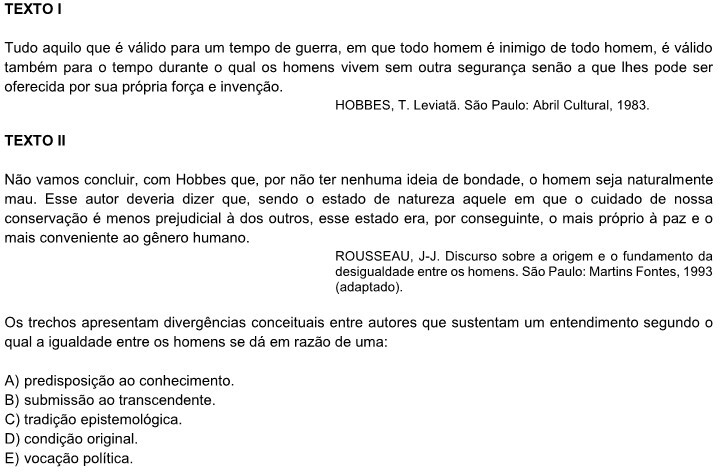 TEXTO I
Tudo aquilo que é válido para um tempo de guerra, em que todo homem é inimigo de todo homem, é válido
também para o tempo durante o qual os homens vivem sem outra segurança senão a que lhes pode ser
oferecida por sua própria força e invenção.
HOBBES, T. Leviatã. São Paulo: Abril Cultural, 1983.
TEXTO II
Não vamos concluir, com Hobbes que, por não ter nenhuma ideia de bondade, o homem seja naturalmente
mau. Esse autor deveria dizer que, sendo o estado de natureza aquele em que o cuidado de nossa
conservação é menos prejudicial à dos outros, esse estado era, por conseguinte, o mais próprio à paz e o
mais conveniente ao gênero humano.
ROUSSEAU, J-J. Discurso sobre a origem e o fundamento da
desigualdade entre os homens. São Paulo: Martins Fontes, 1993
(adaptado).
Os trechos apresentam divergências conceituais entre autores que sustentam um entendimento segundo o
qual a igualdade entre os homens se dá em razão de uma:
A) predisposição ao conhecimento.
B) submissão ao transcendente.
C) tradição epistemológica.
D) condição original.
E) vocação política.